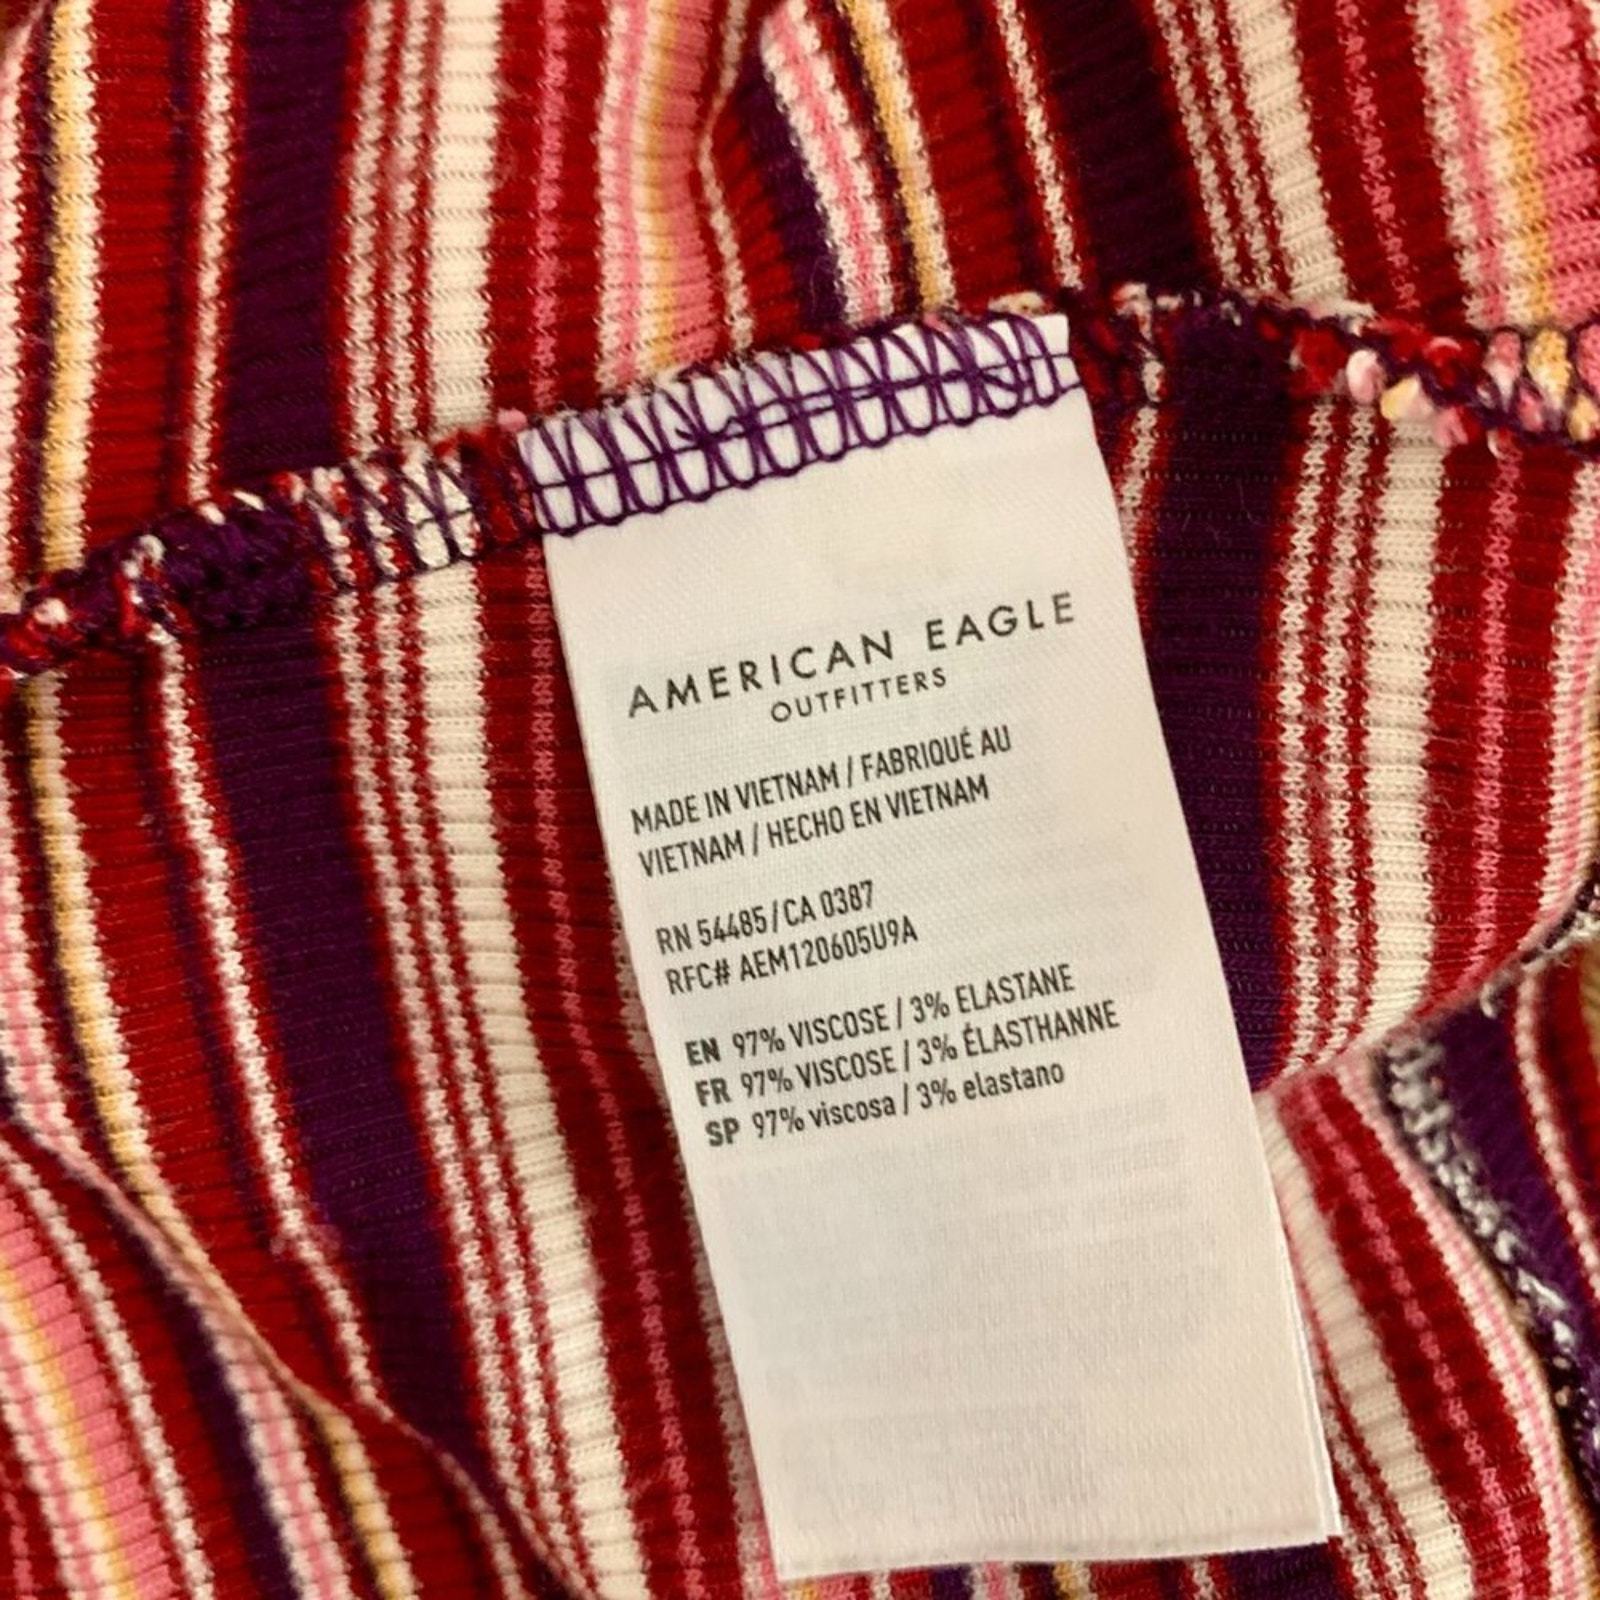 AMERICAN EAGLE
OUTFITTERS
MADE IN VIETNAM / FABRIQUÉ AU
VIETNAM / HECHO EN VIETNAM
RN 54485 / CA 0387
RFC# AEM120605U9A
EN 97% VISCOSE / 3% ELASTANE
FR 97% VISCOSE / 3% ÉLASTHANNE
SP 97% viscosa / 3% elastano